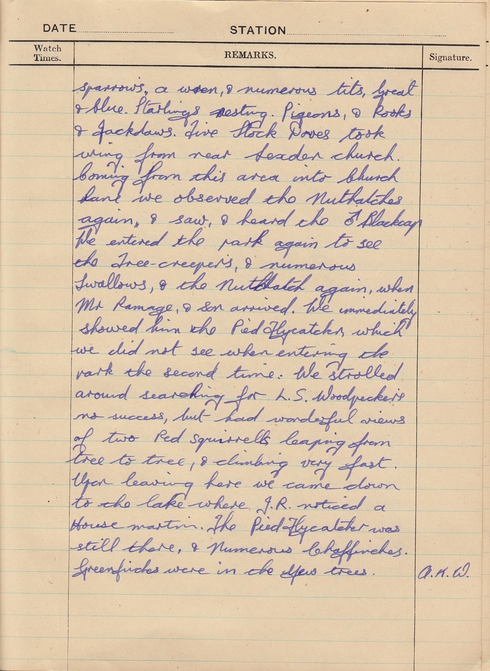 DATE STATION
Watch Times. REMARKS. Signature.
sparrows, a wren, & numerous tits, Great
& blue. Starlings nesting. Pigeons, & Rooks
& Jackdaws. Five Stock Doves took
wing from near church.
Coming from this area into Church
Lane we observed the Nuthatches
again, & saw, & heard the ♂ Blackcap
We entered the park again to see
the Tree-creepers, & numerous
Swallows, & the Nuthatch again, when
Mr Ramage, & son arrived. We immediately
showed him the Pied Flycatcher, which
we did not see when entering the
park the second time. We strolled
around searching for L.S. Woodpeckers
no success, but had wonderful views
of two Red Squirrells leaping from
tree to tree, & climbing very fast.
Upon leaving here we came down
to the lake where J.R. noticed a
House martin. The Pied Flycatcher was
still there, & Numerous Chaffinches.
Greenfinches were in the Yew trees. A.K.W.